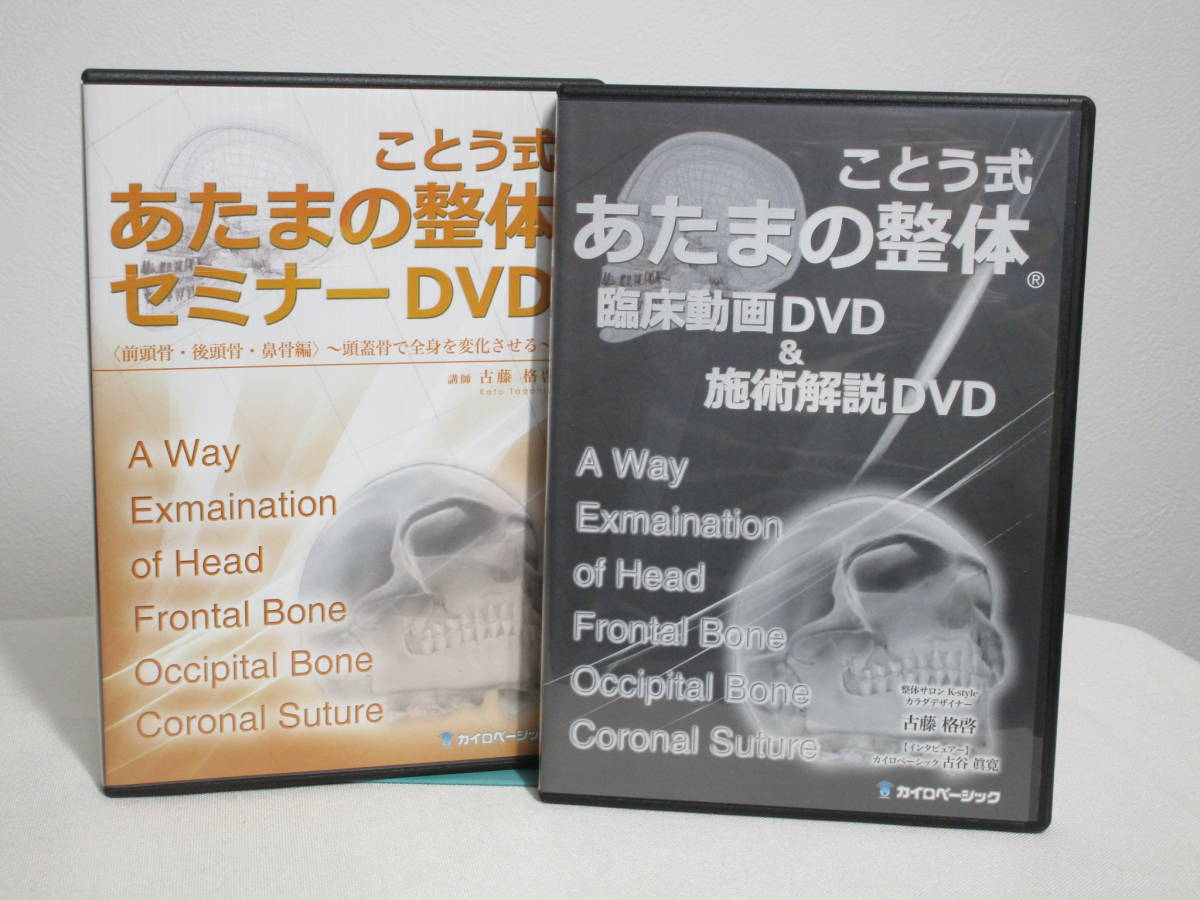 ことう式
あたまの整体
セミナーDVD
〈前頭骨・後頭骨・鼻骨編〉〜頭蓋骨で全身を変化させる〜
講師 古藤 格啓
A Way
Exmaination
of Head
Frontal Bone
Occipital Bone
Coronal Suture
カイロベーシック
ことう式
あたまの整体®
臨床動画DVD
&
施術解説DVD
A Way
Exmaination
of Head
Frontal Bone
Occipital Bone
Coronal Suture
整体サロン K-style
カラダデザイナー
古藤 格啓
【インタビュアー】
カイロベーシック 古谷 眞寛
カイロベーシック